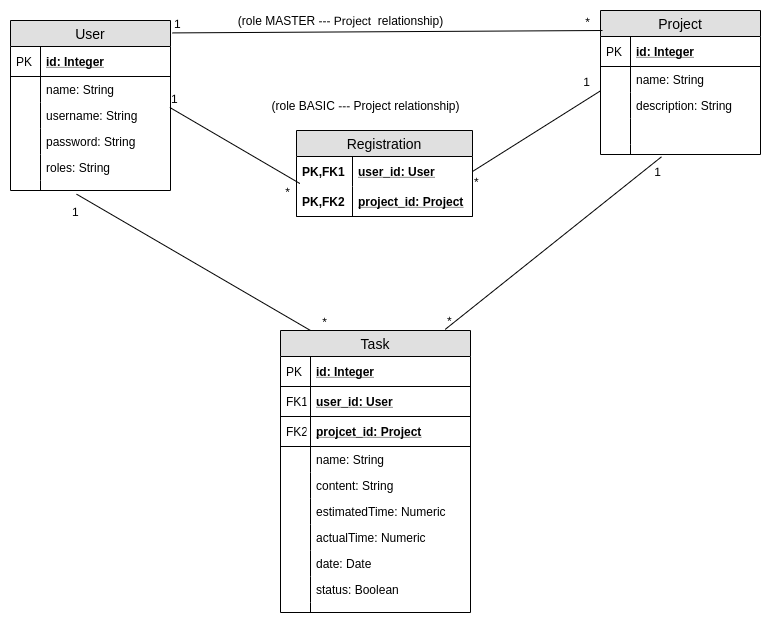 1
(role MASTER --- Project relationship)
*
User
PK id: Integer
name: String
username: String
password: String
roles: String
Project
PK id: Integer
name: String
description: String
1
(role BASIC --- Project relationship)
1
Registration
PK,FK1 user_id: User
PK,FK2 project_id: Project
*
*
1
1
*
*
Task
PK id: Integer
FK1 user_id: User
FK2 projcet_id: Project
name: String
content: String
estimatedTime: Numeric
actualTime: Numeric
date: Date
status: Boolean